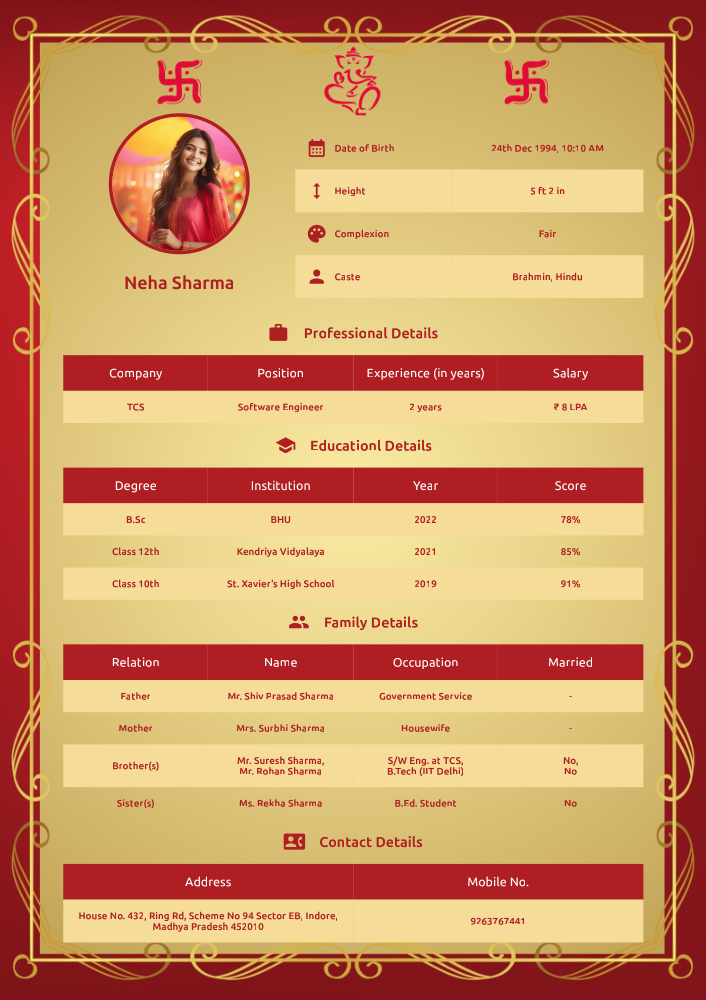 Date of Birth 24th Dec 1994, 10:10 AM
Height 5 ft 2 in
Complexion Fair
Caste Brahmin, Hindu
Neha Sharma
Professional Details
Company Position Experience (in years) Salary
TCS Software Engineer 2 years ₹ 8 LPA
Educationl Details
Degree Institution Year Score
B.Sc BHU 2022 78%
Class 12th Kendriya Vidyalaya 2021 85%
Class 10th St. Xavier's High School 2019 91%
Family Details
Relation Name Occupation Married
Father Mr. Shiv Prasad Sharma Government Service -
Mother Mrs. Surbhi Sharma Housewife -
Brother(s) Mr. Suresh Sharma, S/W Eng. at TCS, No,
Mr. Rohan Sharma B.Tech (IIT Delhi) No
Sister(s) Ms. Rekha Sharma B.Ed. Student No
Contact Details
Address Mobile No.
House No. 432, Ring Rd, Scheme No 94 Sector EB, Indore, 9263767441
Madhya Pradesh 452010